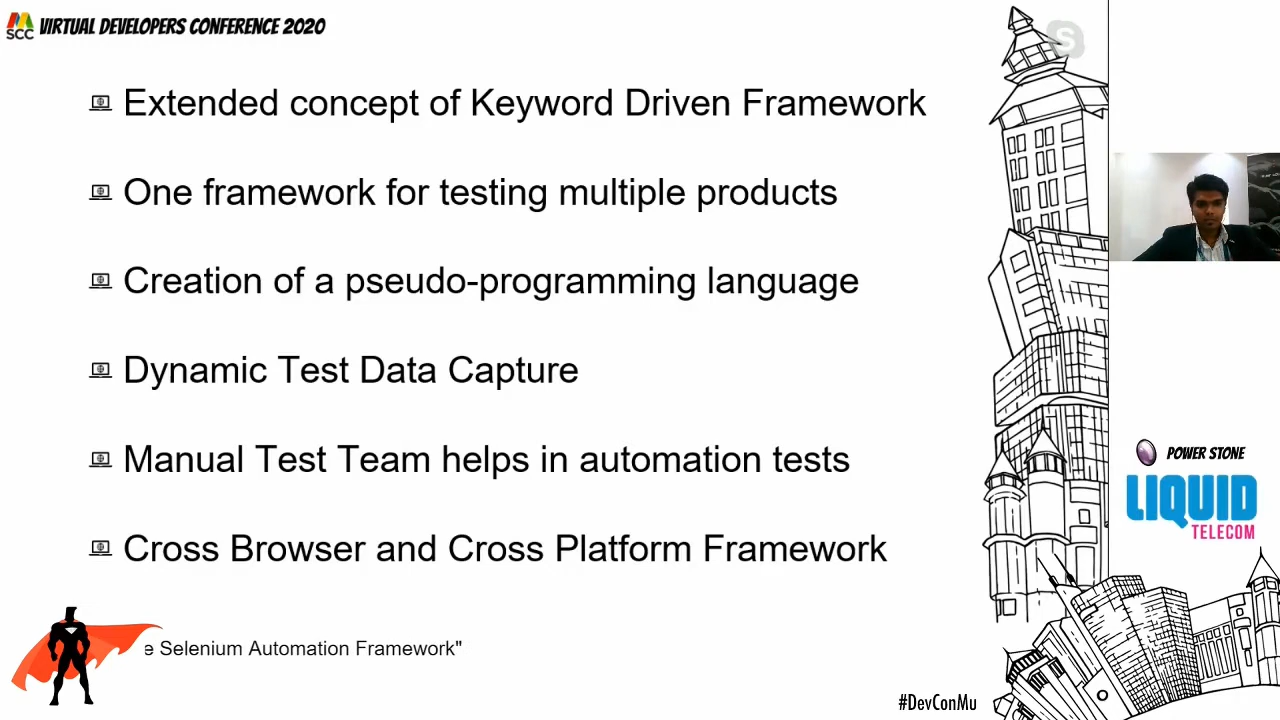 SCC VIRTUAL DEVELOPERS CONFERENCE 2020
Extended concept of Keyword Driven Framework
One framework for testing multiple products
Creation of a pseudo-programming language
Dynamic Test Data Capture
Manual Test Team helps in automation tests
Cross Browser and Cross Platform Framework
e Selenium Automation Framework"
POWER STONE
LIQUID
TELECOM
#DevConMu